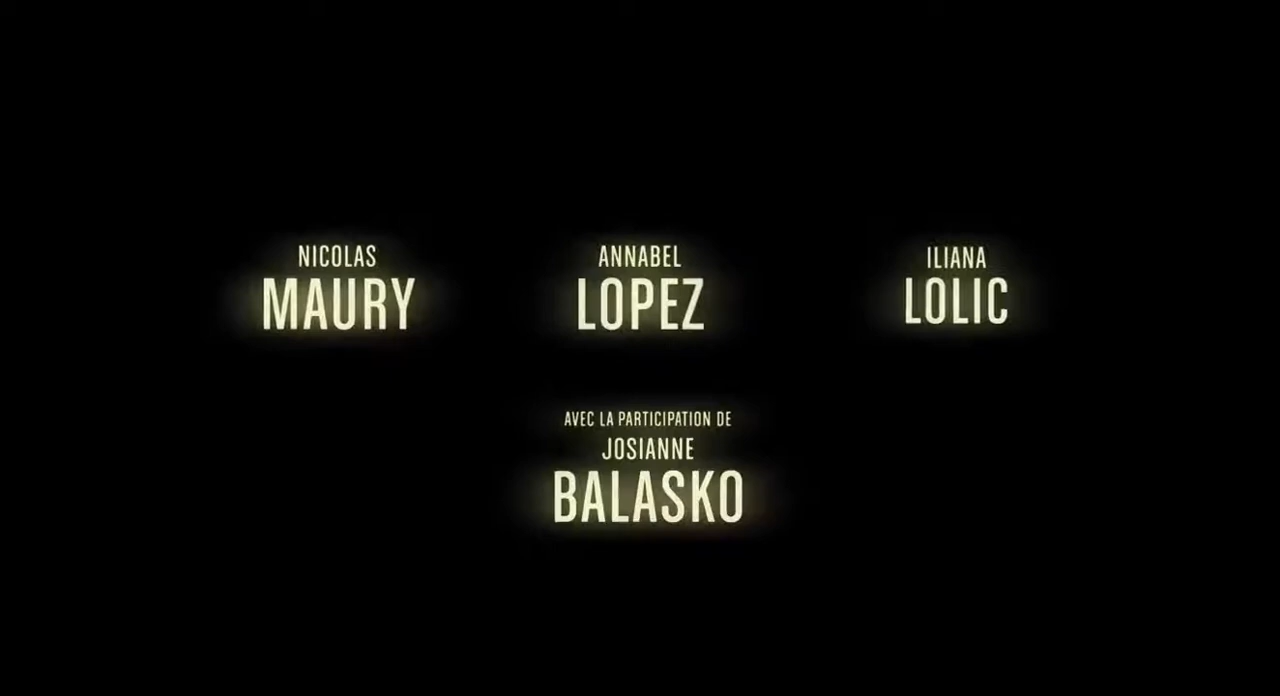 NICOLAS
MAURY
ANNABEL
LOPEZ
ILIANA
LOLIC
AVEC LA PARTICIPATION DE
JOSIANNE
BALASKO